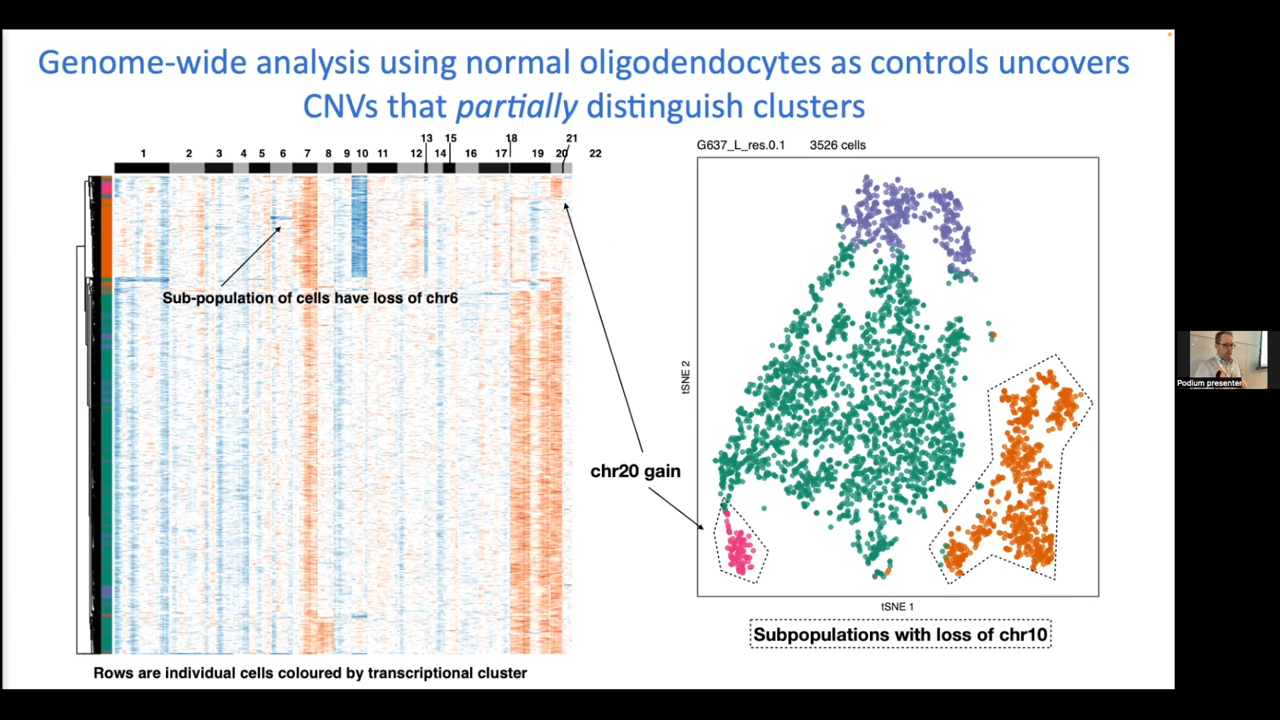 Genome-wide analysis using normal oligodendocytes as controls uncovers
CNVs that partially distinguish clusters
13 15 18 21
1 2 3 4 5 6 7 8 9 10 11 12 14 16 17 19 20 22
Sub-population of cells have loss of chr6
Rows are individual cells coloured by transcriptional cluster
chr20 gain
G637_L_res.0.1 3526 cells
tSNE 2
tSNE 1
Subpopulations with loss of chr10
Podium presenter